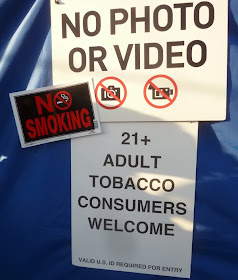 NO PHOTO
OR VIDEO
NO
SMOKING
21+
ADULT
TOBACCO
CONSUMERS
WELCOME
VALID U.S. ID REQUIRED FOR ENTRY